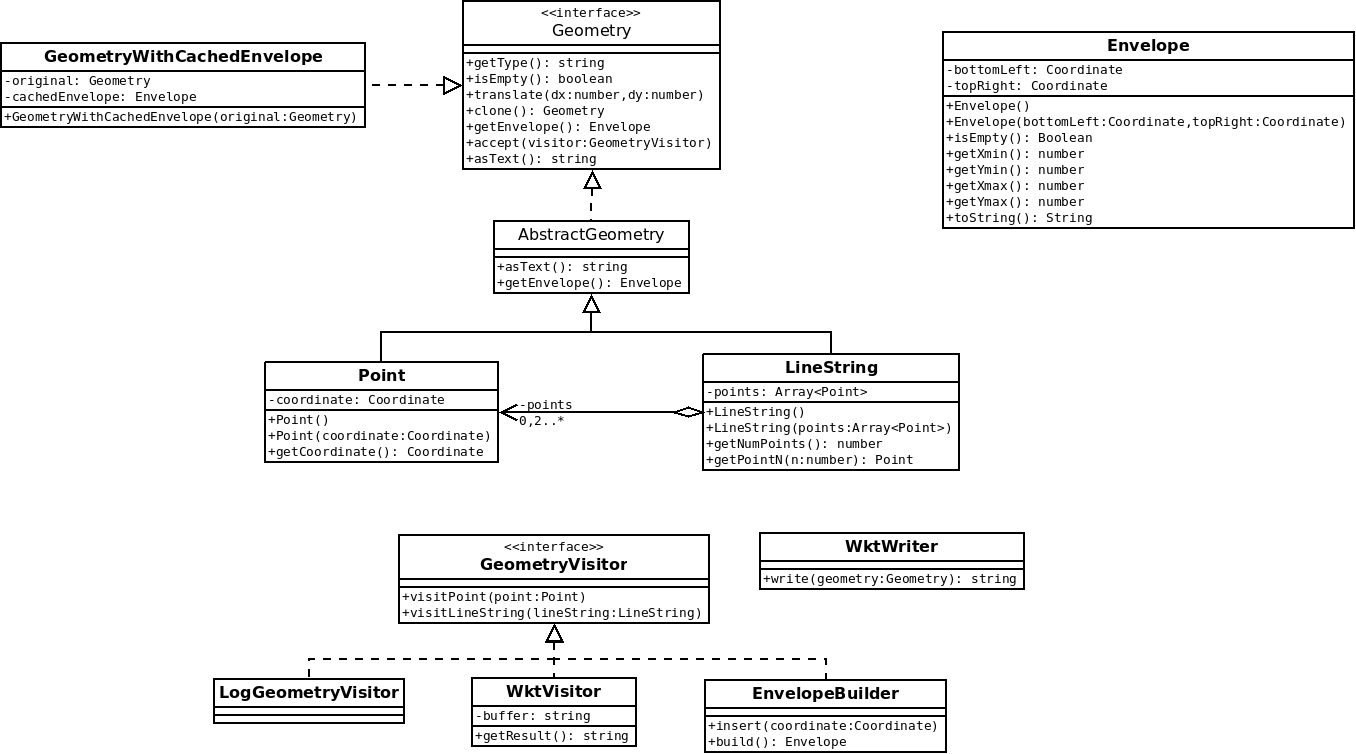 <<interface>>
Geometry
+getType(): string
+isEmpty(): boolean
+translate(dx:number,dy:number)
+clone(): Geometry
+getEnvelope(): Envelope
+accept(visitor:GeometryVisitor)
+asText(): string
GeometryWithCachedEnvelope
-original: Geometry
-cachedEnvelope: Envelope
+GeometryWithCachedEnvelope(original:Geometry)
Envelope
-bottomLeft: Coordinate
-topRight: Coordinate
+Envelope()
+Envelope(bottomLeft:Coordinate,topRight:Coordinate)
+isEmpty(): Boolean
+getXmin(): number
+getYmin(): number
+getXmax(): number
+getYmax(): number
+toString(): String
AbstractGeometry
+asText(): string
+getEnvelope(): Envelope
Point
-coordinate: Coordinate
+Point()
+Point(coordinate:Coordinate)
+getCoordinate(): Coordinate
-points
0,2..*
LineString
-points: Array<Point>
+LineString()
+LineString(points:Array<Point>)
+getNumPoints(): number
+getPointN(n:number): Point
<<interface>>
GeometryVisitor
+visitPoint(point:Point)
+visitLineString(lineString:LineString)
WktWriter
+write(geometry:Geometry): string
LogGeometryVisitor
WktVisitor
-buffer: string
+getResult(): string
EnvelopeBuilder
+insert(coordinate:Coordinate)
+build(): Envelope